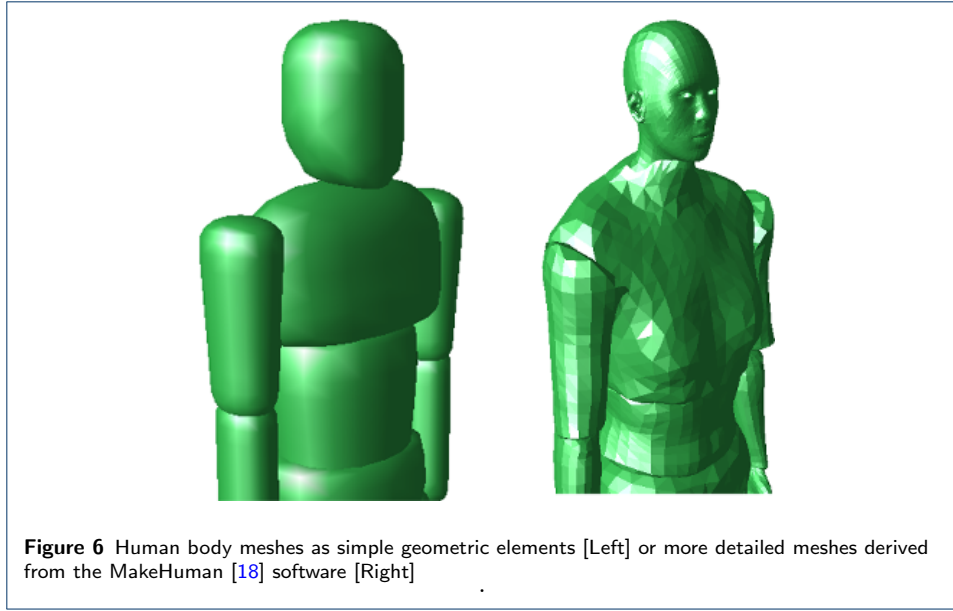 Figure 6 Human body meshes as simple geometric elements [Left] or more detailed meshes derived
from the MakeHuman [18] software [Right]
.